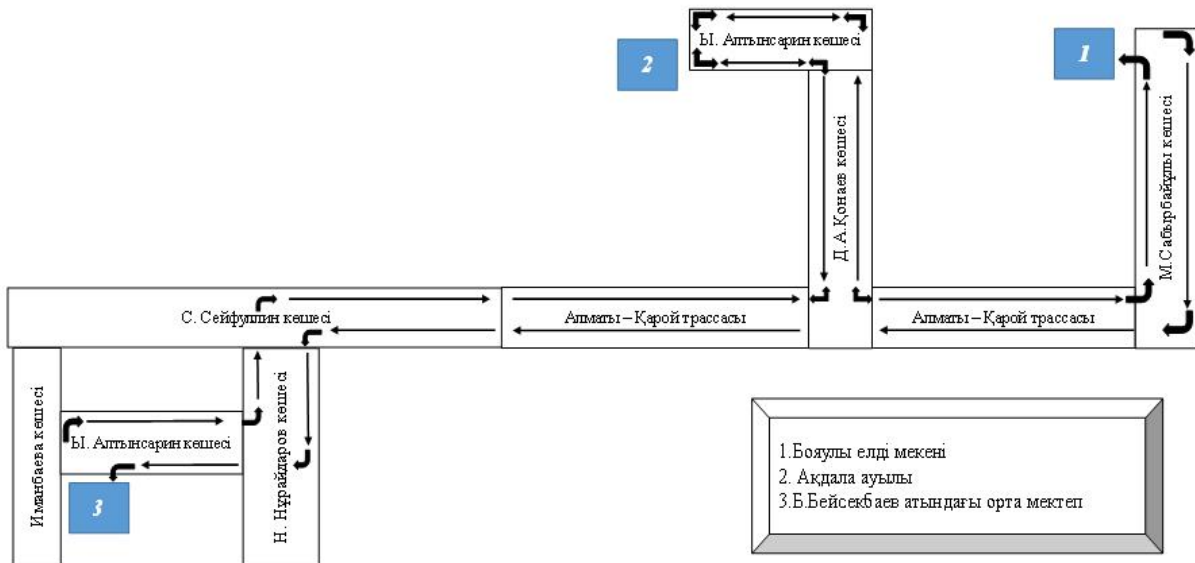 Ы. Алтынсарин көшесі
2
1
Д.А.Қонаев көшесі
М.Сабырбайұлы көшесі
С. Сейфуллин көшесі
Алматы – Қарой трассасы
Алматы – Қарой трассасы
Иманбаева көшесі
Ы. Алтынсарин көшесі
Н. Нұрайдаров көшесі
3
1.Бояулы елді мекені
2. Ақдала ауылы
3.Б.Бейсекбаев атындағы орта мектеп